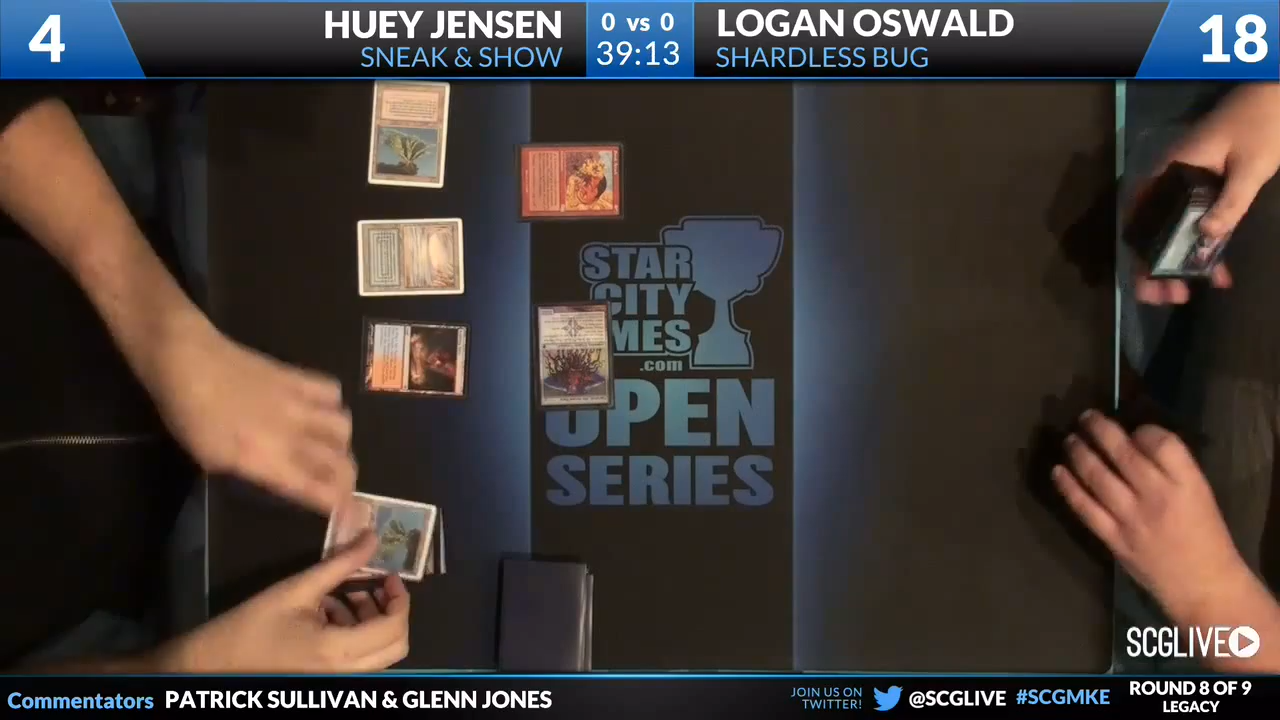 4
HUEY JENSEN
SNEAK & SHOW
0 vs 0
39:13
LOGAN OSWALD
SHARDLESS BUG
18
STAR
CITY
MES
.com
OPEN
SERIES
SCGLIVE
Commentators PATRICK SULLIVAN & GLENN JONES
JOIN US ON
TWITTER!
@SCGLIVE #SCGMKE
ROUND 8 OF 9
LEGACY